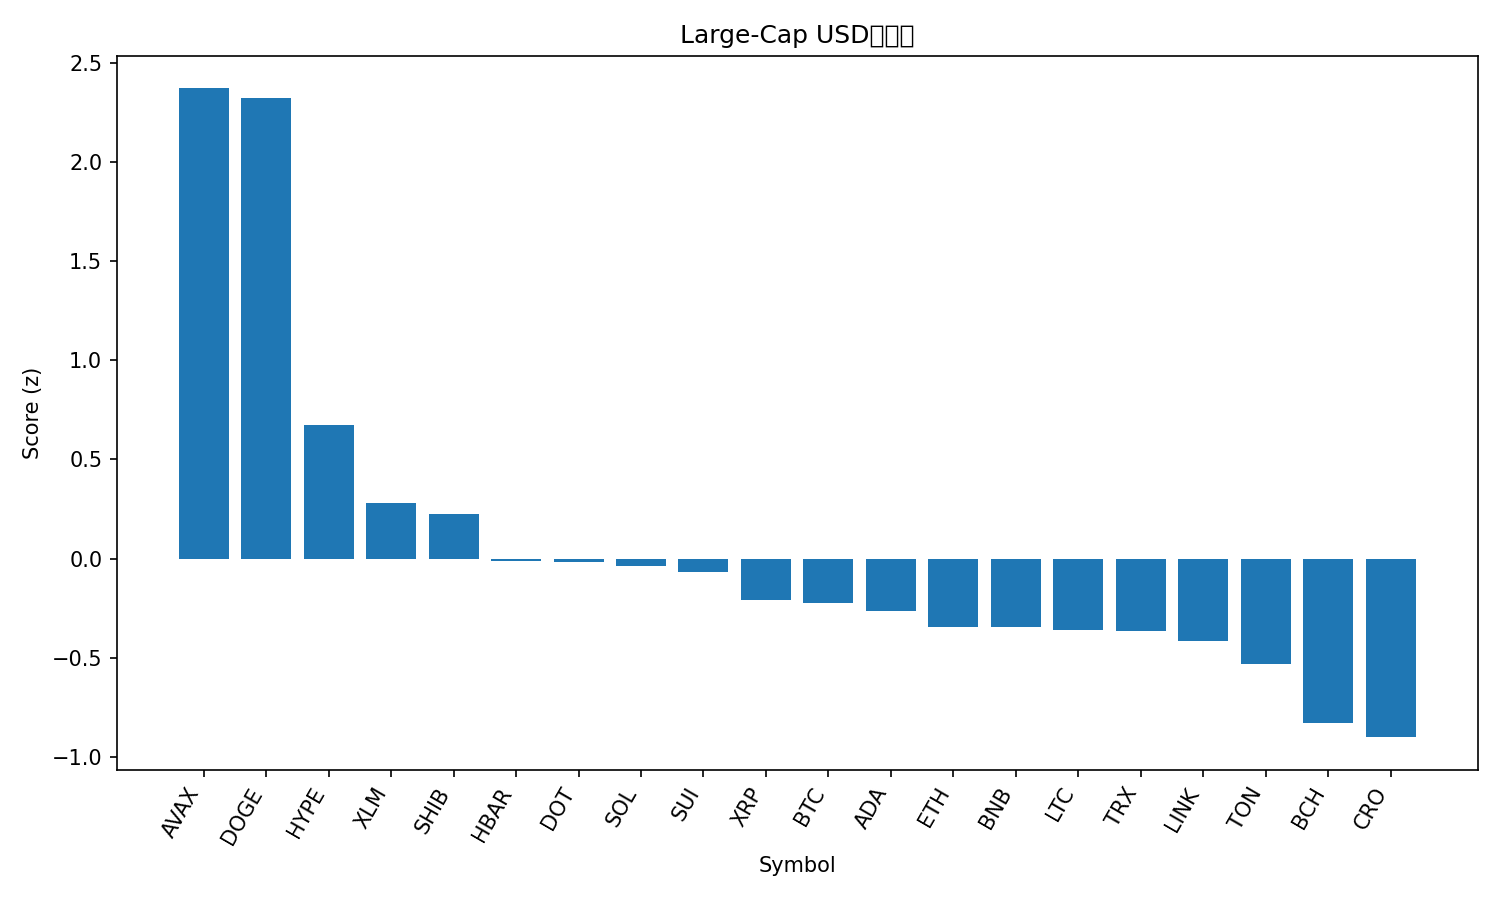 Large-Cap USD
Score (z)
2.5
2.0
1.5
1.0
0.5
0.0
−0.5
−1.0
AVAX
DOGE
HYPE
XLM
SHIB
HBAR
DOT
SOL
SUI
XRP
BTC
ADA
ETH
BNB
LTC
TRX
LINK
TON
BCH
CRO
Symbol